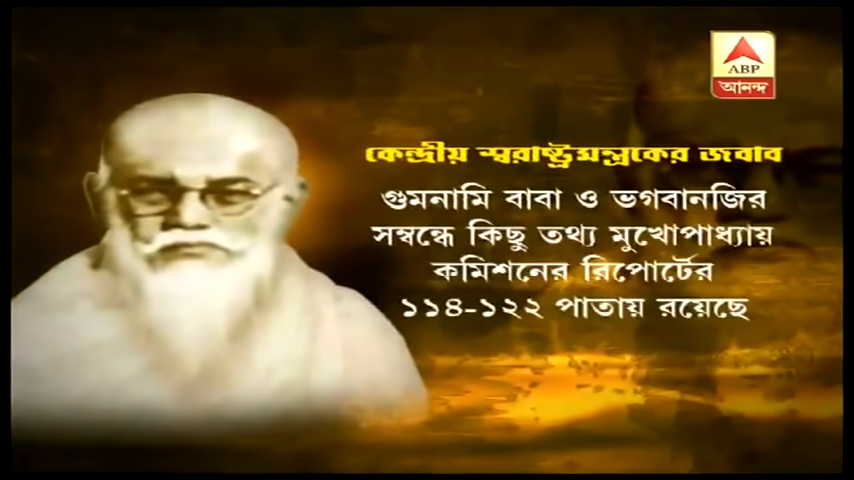 ABP
আনন্দ
কেন্দ্রীয় স্বরাষ্ট্রমন্ত্রকের জবাব
গুমনামি বাবা ও ভগবানজির
সম্বন্ধে কিছু তথ্য মুখোপাধ্যায়
কমিশনের রিপোর্টের
১১৪-১২২ পাতায় রয়েছে